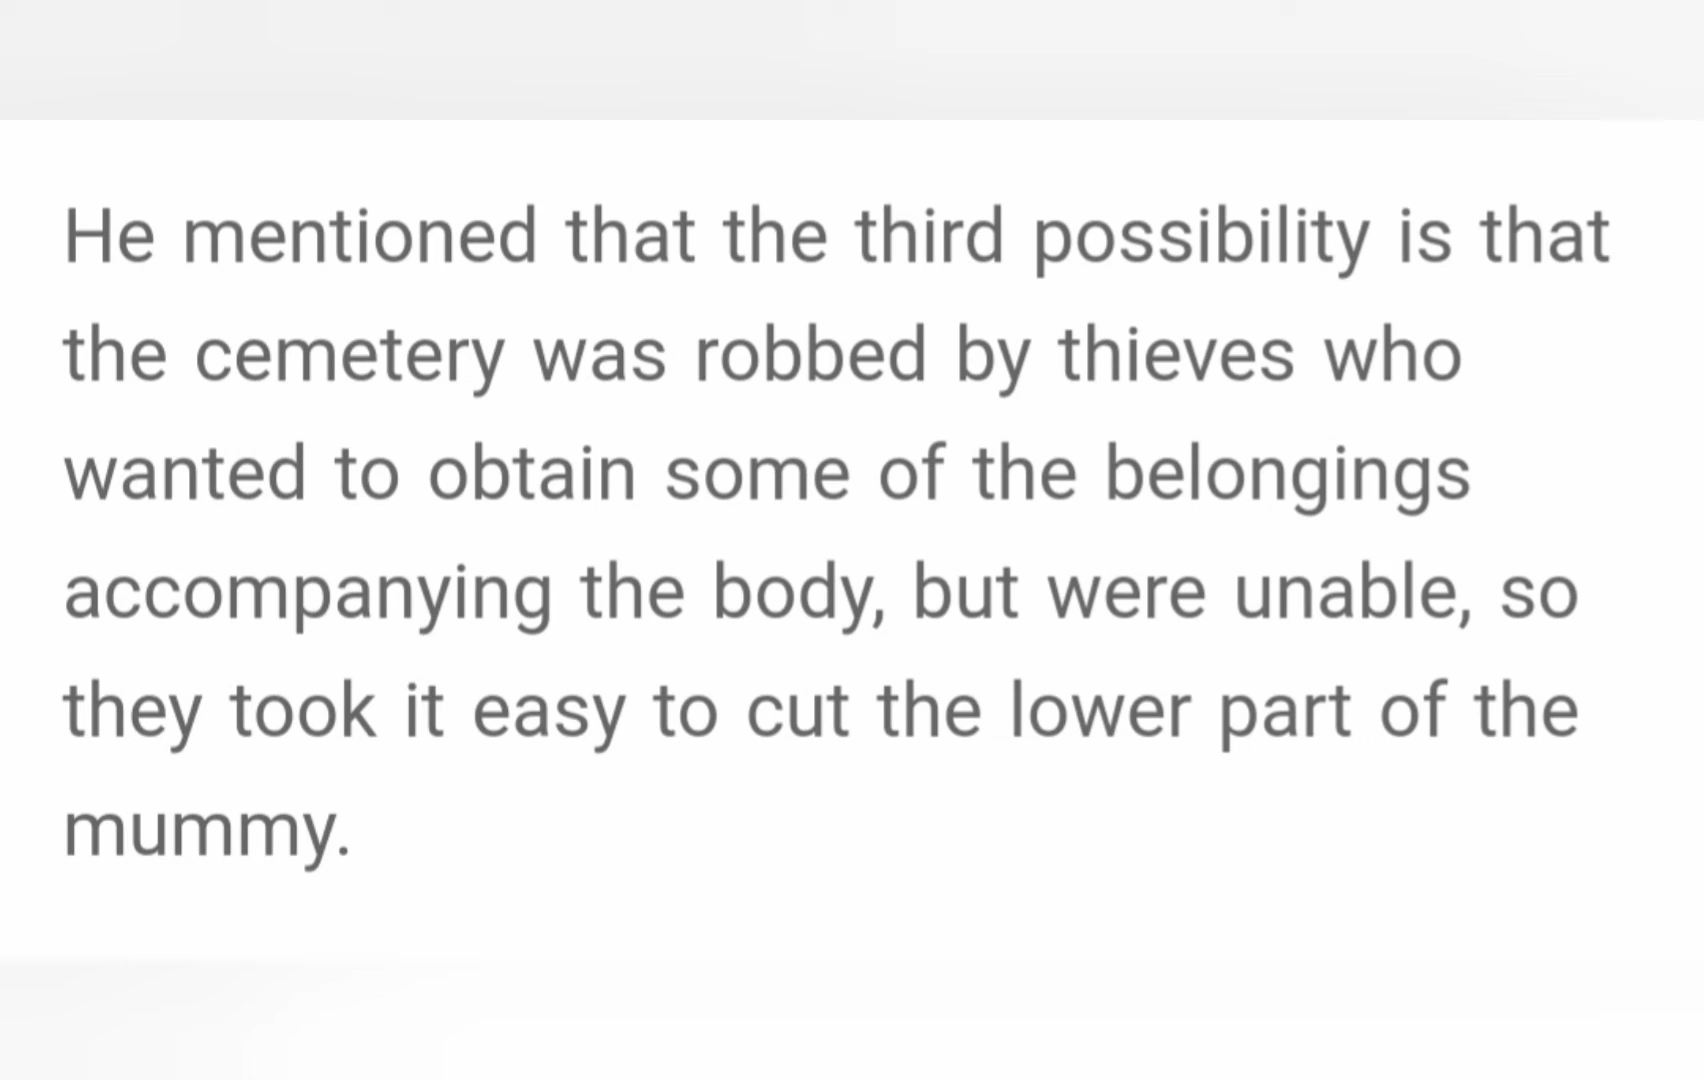 He mentioned that the third possibility is that
the cemetery was robbed by thieves who
wanted to obtain some of the belongings
accompanying the body, but were unable, so
they took it easy to cut the lower part of the
mummy.